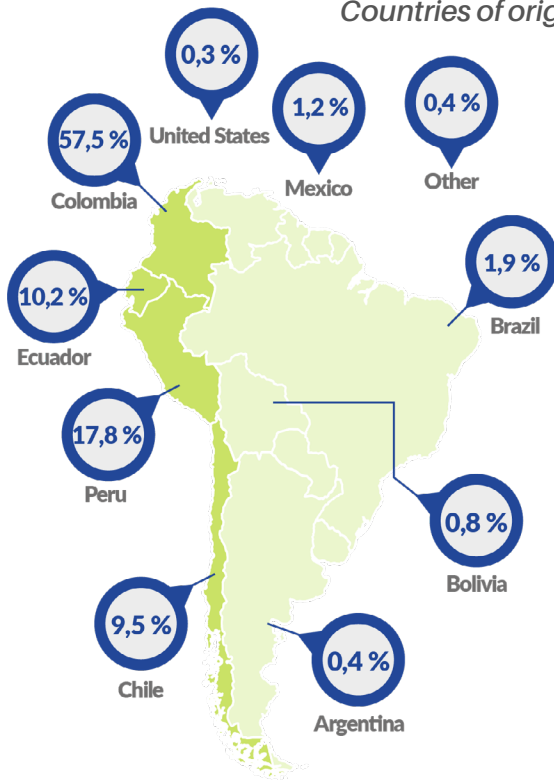 Countries of orig
0,3 %
United States
1,2 %
Mexico
0,4 %
Other
57,5 %
Colombia
1,9 %
Brazil
10,2 %
Ecuador
17,8 %
Peru
0,8 %
Bolivia
9,5 %
Chile
0,4 %
Argentina